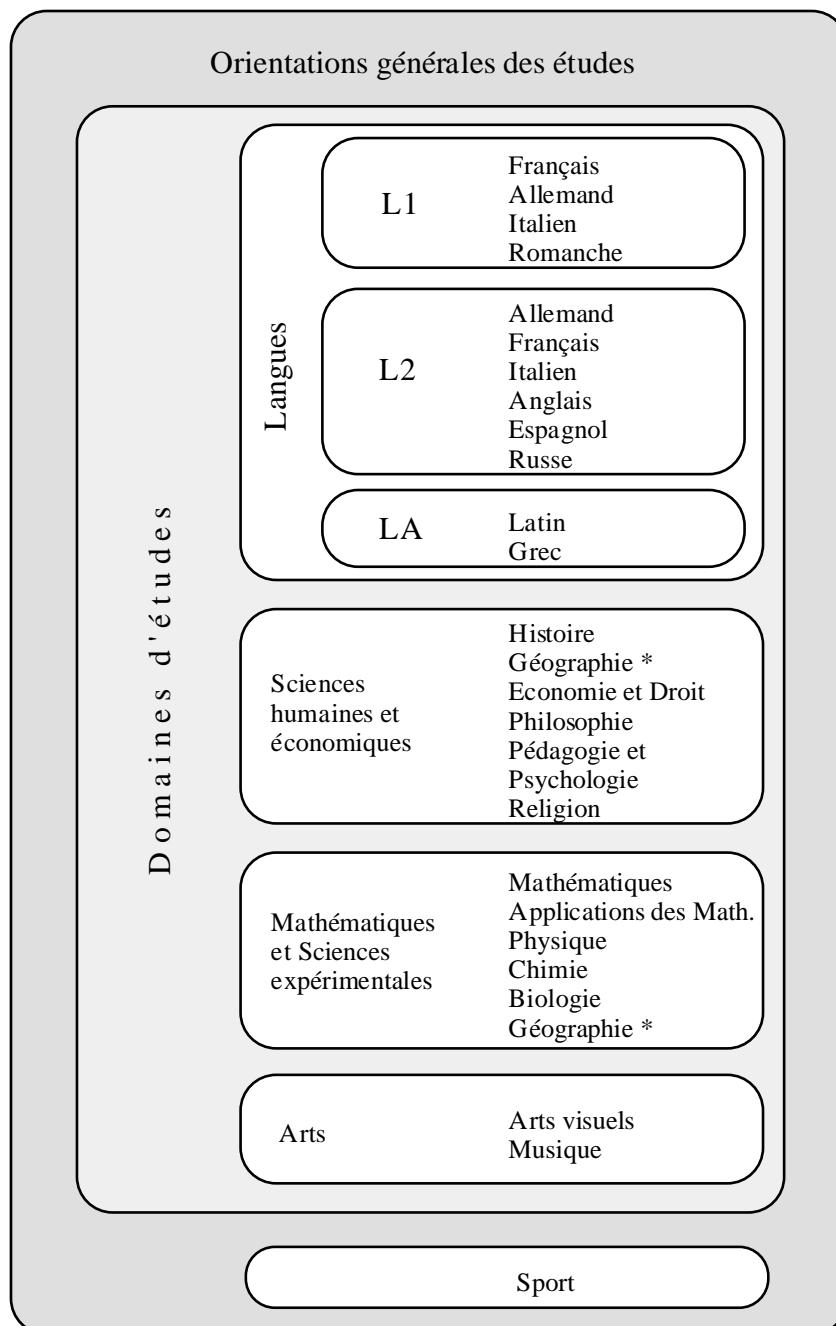 Orientations générales des études
Domaines d'études
Langues
L1
Français
Allemand
Italien
Romanche
L2
Allemand
Français
Italien
Anglais
Espagnol
Russe
LA
Latin
Grec
Sciences
humaines et
économiques
Histoire
Géographie *
Economie et Droit
Philosophie
Pédagogie et
Psychologie
Religion
Mathématiques
et Sciences
expérimentales
Mathématiques
Applications des Math.
Physique
Chimie
Biologie
Géographie *
Arts
Arts visuels
Musique
Sport